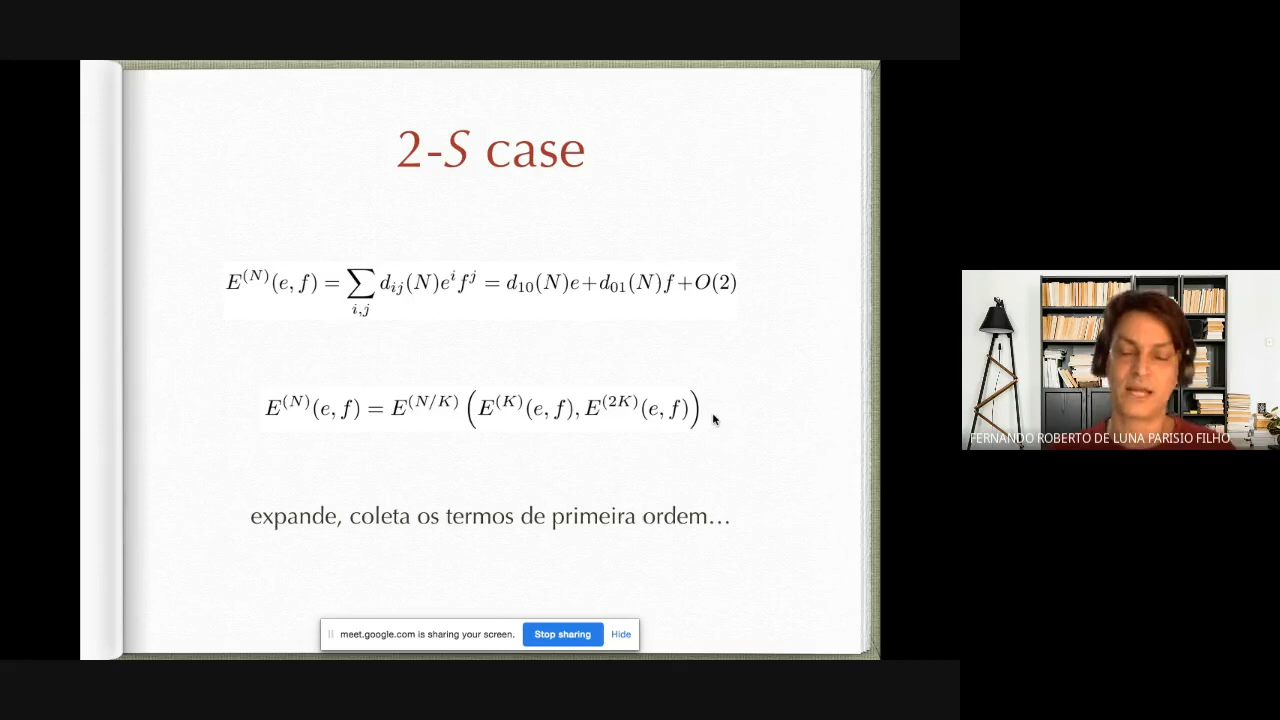 2-S case
E^{(N)}(e, f) = \sum_{i,j} d_{ij}(N)e^i f^j = d_{10}(N)e+d_{01}(N)f+O(2)
E^{(N)}(e, f) = E^{(N/K)} \left( E^{(K)}(e, f), E^{(2K)}(e, f) \right)
expande, coleta os termos de primeira ordem...
meet.google.com is sharing your screen. Stop sharing Hide
FERNANDO ROBERTO DE LUNA PARISIO FILHO